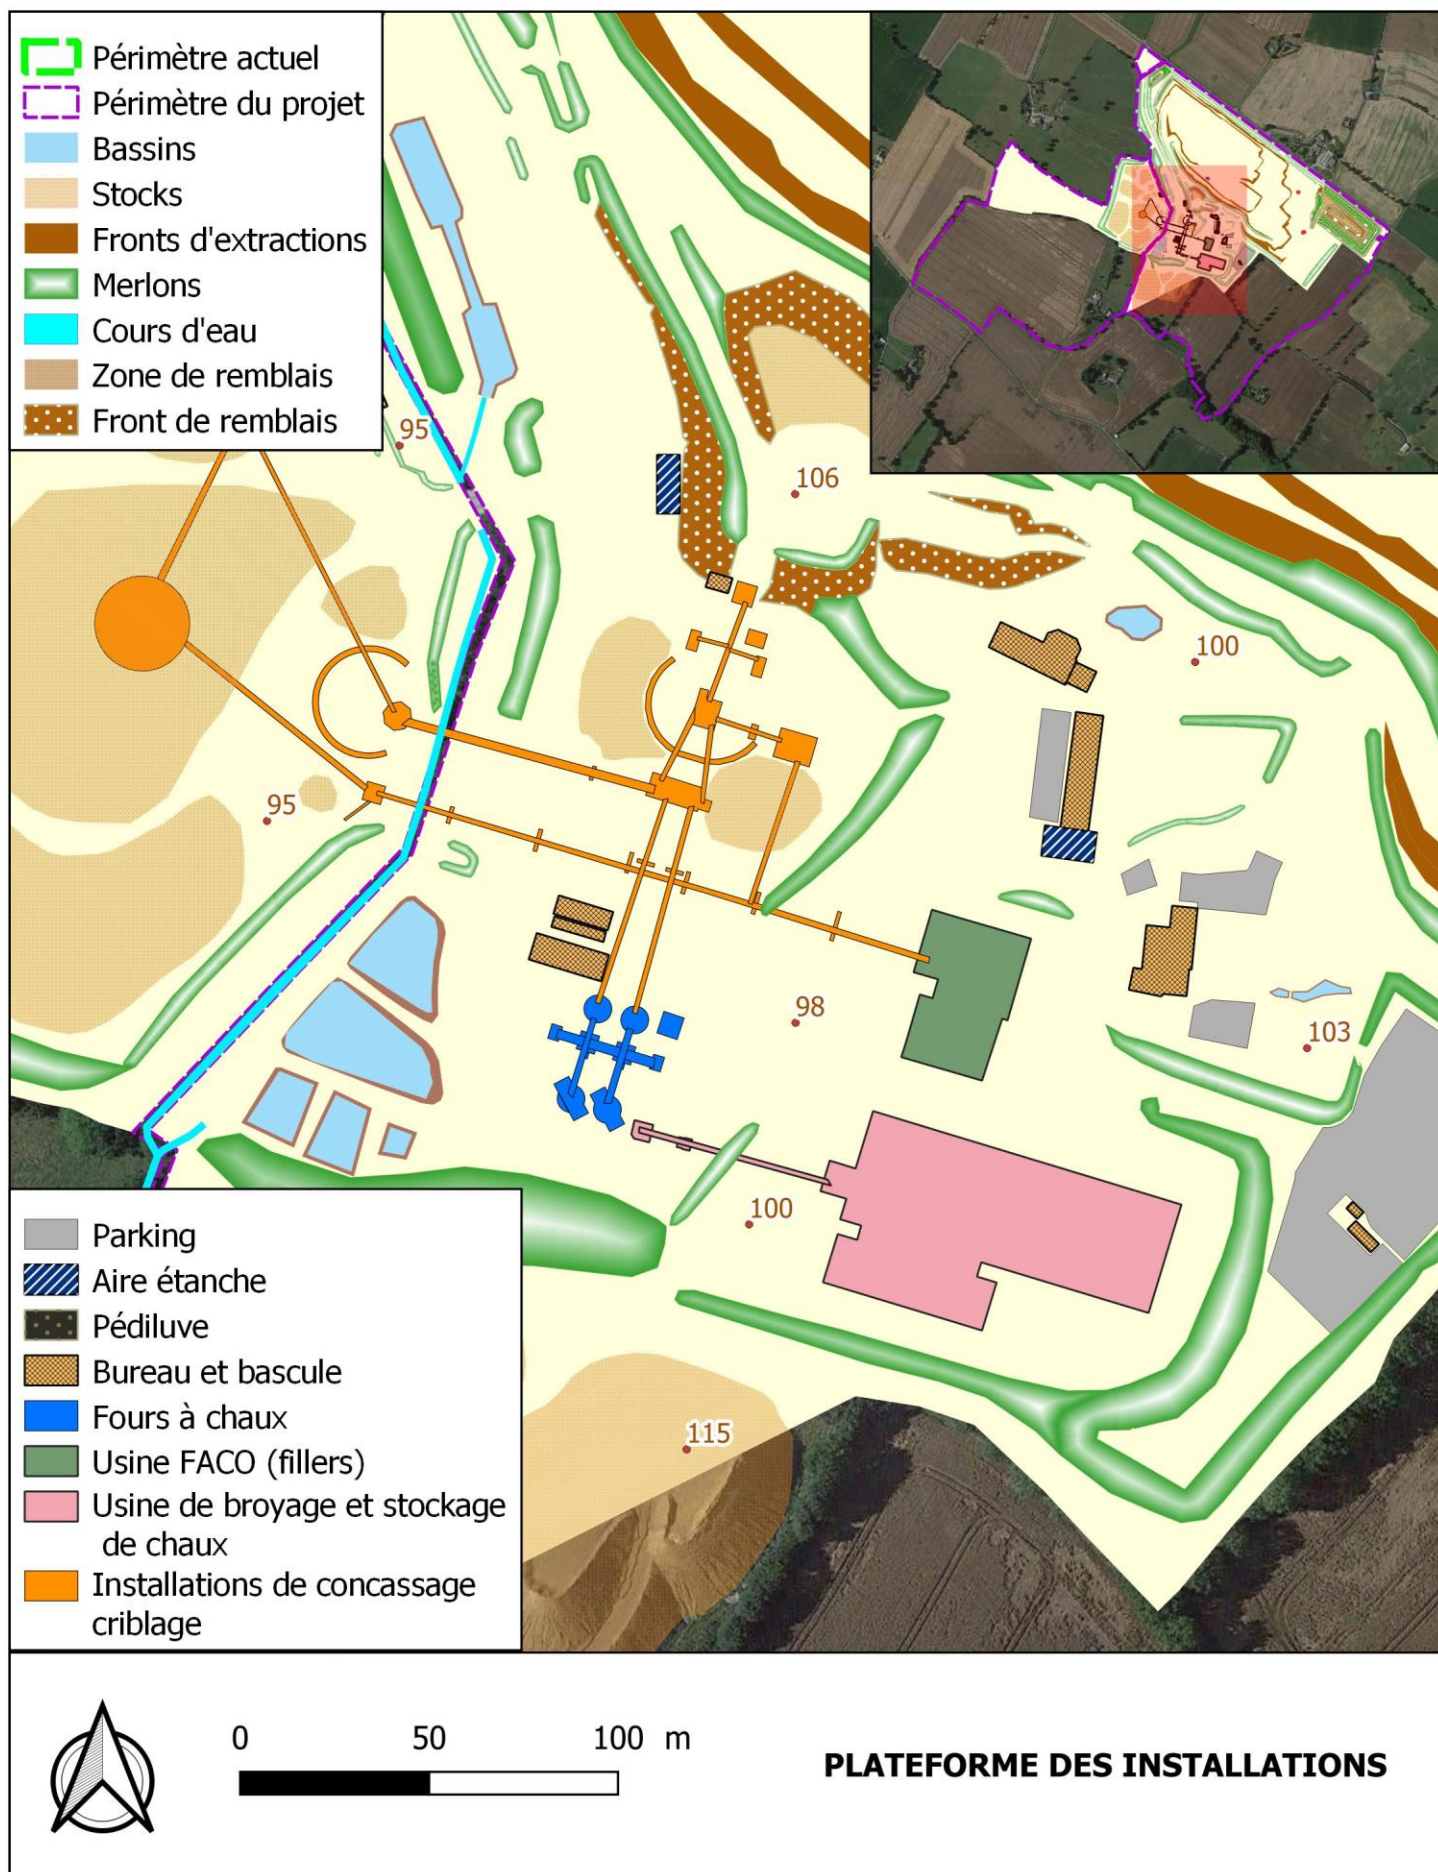 Périmètre actuel
Périmètre du projet
Bassins
Stocks
Fronts d'extractions
Merlons
Cours d'eau
Zone de remblais
Front de remblais
95
106
100
95
98
103
100
115
Parking
Aire étanche
Pédiluve
Bureau et bascule
Fours à chaux
Usine FACO (fillers)
Usine de broyage et stockage
de chaux
Installations de concassage
criblage
0 50 100 m
PLATEFORME DES INSTALLATIONS